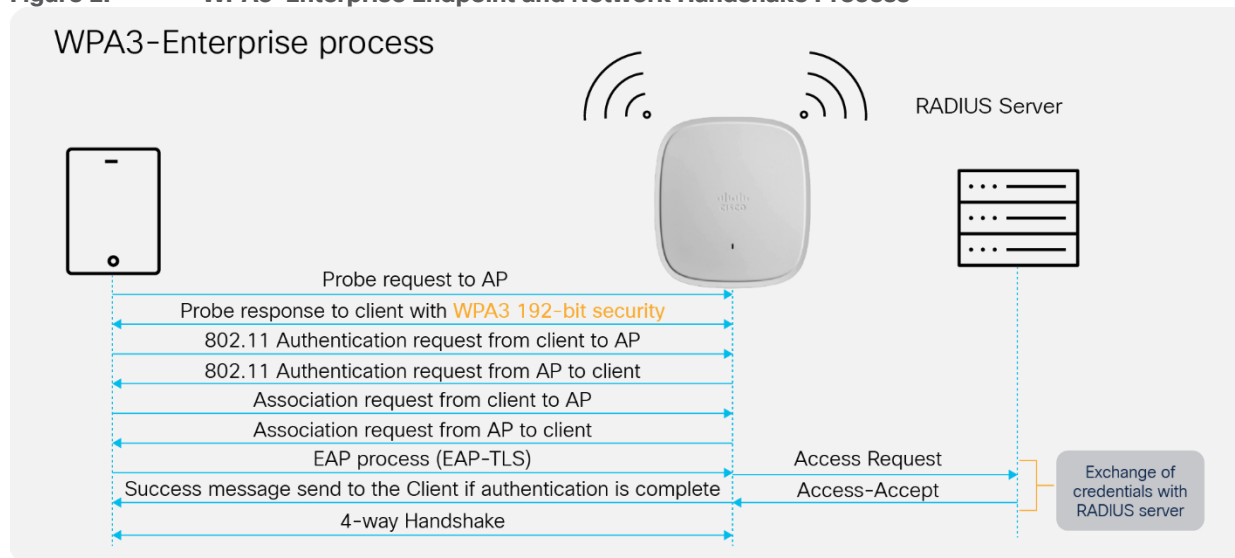 WPA3-Enterprise process
RADIUS Server
cisco
Probe request to AP
Probe response to client with WPA3 192-bit security
802.11 Authentication request from client to AP
802.11 Authentication request from AP to client
Association request from client to AP
Association request from AP to client
EAP process (EAP-TLS)
Access Request
Success message send to the Client if authentication is complete
Access-Accept
4-way Handshake
Exchange of
credentials with
RADIUS server